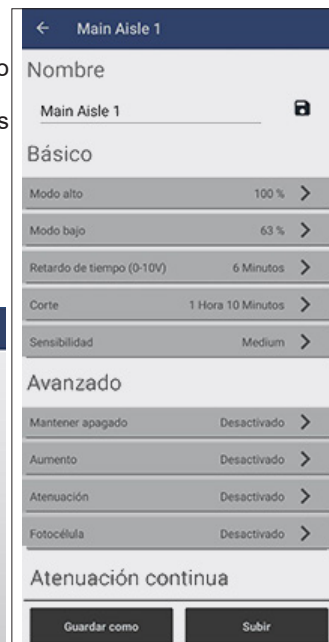 Main Aisle 1
Nombre
Main Aisle 1
Básico
Modo alto 100 %
Modo bajo 63 %
Retardo de tiempo (0-10V) 6 Minutos
Corte 1 Hora 10 Minutos
Sensibilidad Medium
Avanzado
Mantener apagado Desactivado
Aumento Desactivado
Atenuación Desactivado
Fotocélula Desactivado
Atenuación continua
Guardar como Subir